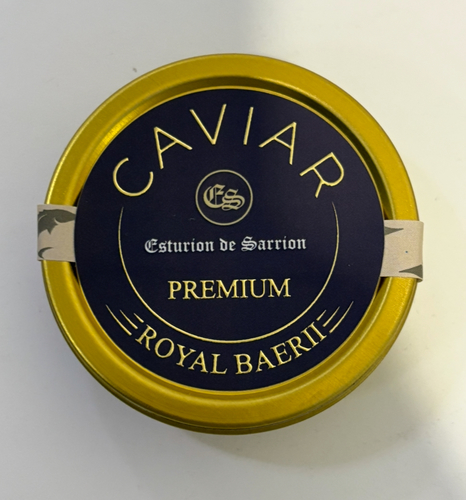 CAVIAR
ES
Esturion de Sarrion
PREMIUM
ROYAL BAERII